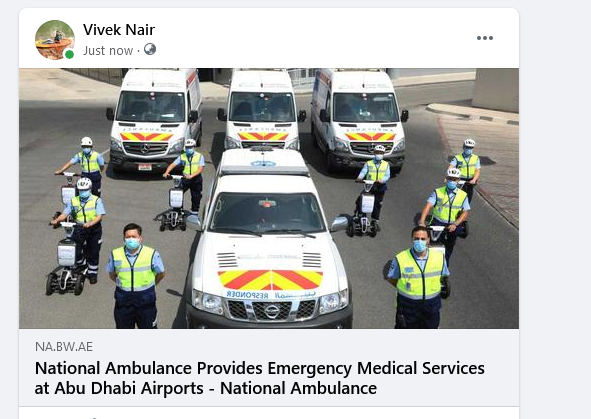 Vivek Nair
Just now ·
NA.BW.AE
National Ambulance Provides Emergency Medical Services
at Abu Dhabi Airports - National Ambulance
RESPONDER